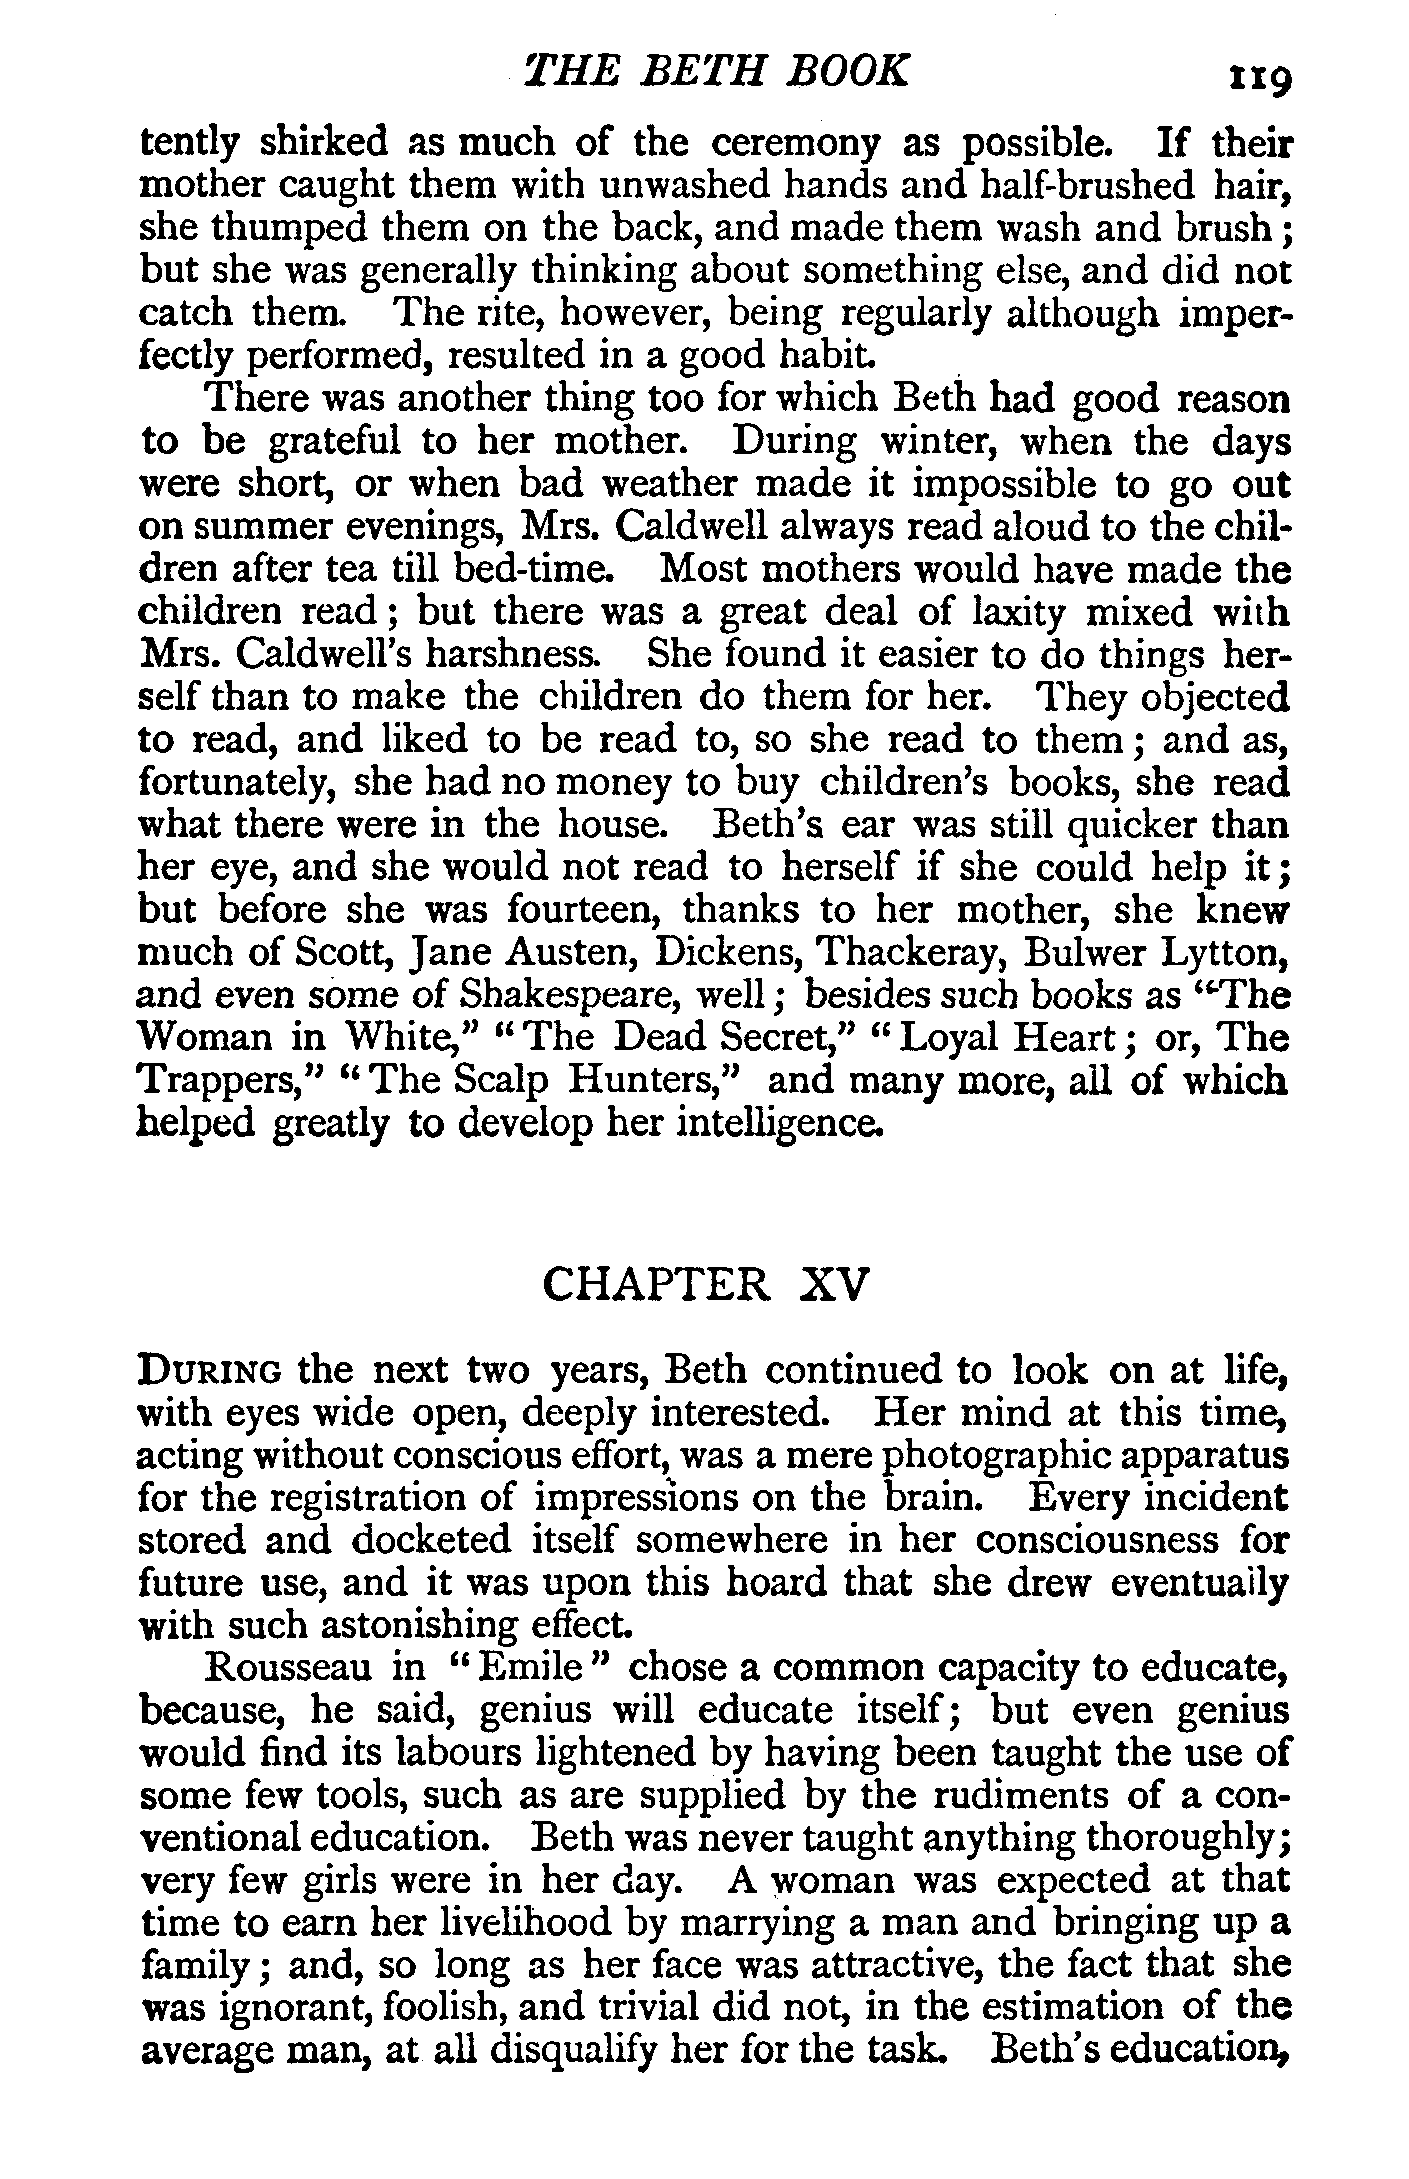 THE BETH BOOK 119
tently shirked as much of the ceremony as possible. If their
mother caught them with unwashed hands and half-brushed hair,
she thumped them on the back, and made them wash and brush;
but she was generally thinking about something else, and did not
catch them. The rite, however, being regularly although imper-
fectly performed, resulted in a good habit.
There was another thing too for which Beth had good reason
to be grateful to her mother. During winter, when the days
were short, or when bad weather made it impossible to go out
on summer evenings, Mrs. Caldwell always read aloud to the chil-
dren after tea till bed-time. Most mothers would have made the
children read; but there was a great deal of laxity mixed with
Mrs. Caldwell's harshness. She found it easier to do things her-
self than to make the children do them for her. They objected
to read, and liked to be read to, so she read to them; and as,
fortunately, she had no money to buy children's books, she read
what there were in the house. Beth's ear was still quicker than
her eye, and she would not read to herself if she could help it;
but before she was fourteen, thanks to her mother, she knew
much of Scott, Jane Austen, Dickens, Thackeray, Bulwer Lytton,
and even some of Shakespeare, well; besides such books as "The
Woman in White," "The Dead Secret," "Loyal Heart; or, The
Trappers," "The Scalp Hunters," and many more, all of which
helped greatly to develop her intelligence.
CHAPTER XV
DURING the next two years, Beth continued to look on at life,
with eyes wide open, deeply interested. Her mind at this time,
acting without conscious effort, was a mere photographic apparatus
for the registration of impressions on the brain. Every incident
stored and docketed itself somewhere in her consciousness for
future use, and it was upon this hoard that she drew eventually
with such astonishing effect.
Rousseau in "Emile" chose a common capacity to educate,
because, he said, genius will educate itself; but even genius
would find its labours lightened by having been taught the use of
some few tools, such as are supplied by the rudiments of a con-
ventional education. Beth was never taught anything thoroughly;
very few girls were in her day. A woman was expected at that
time to earn her livelihood by marrying a man and bringing up a
family; and, so long as her face was attractive, the fact that she
was ignorant, foolish, and trivial did not, in the estimation of the
average man, at all disqualify her for the task. Beth's education,